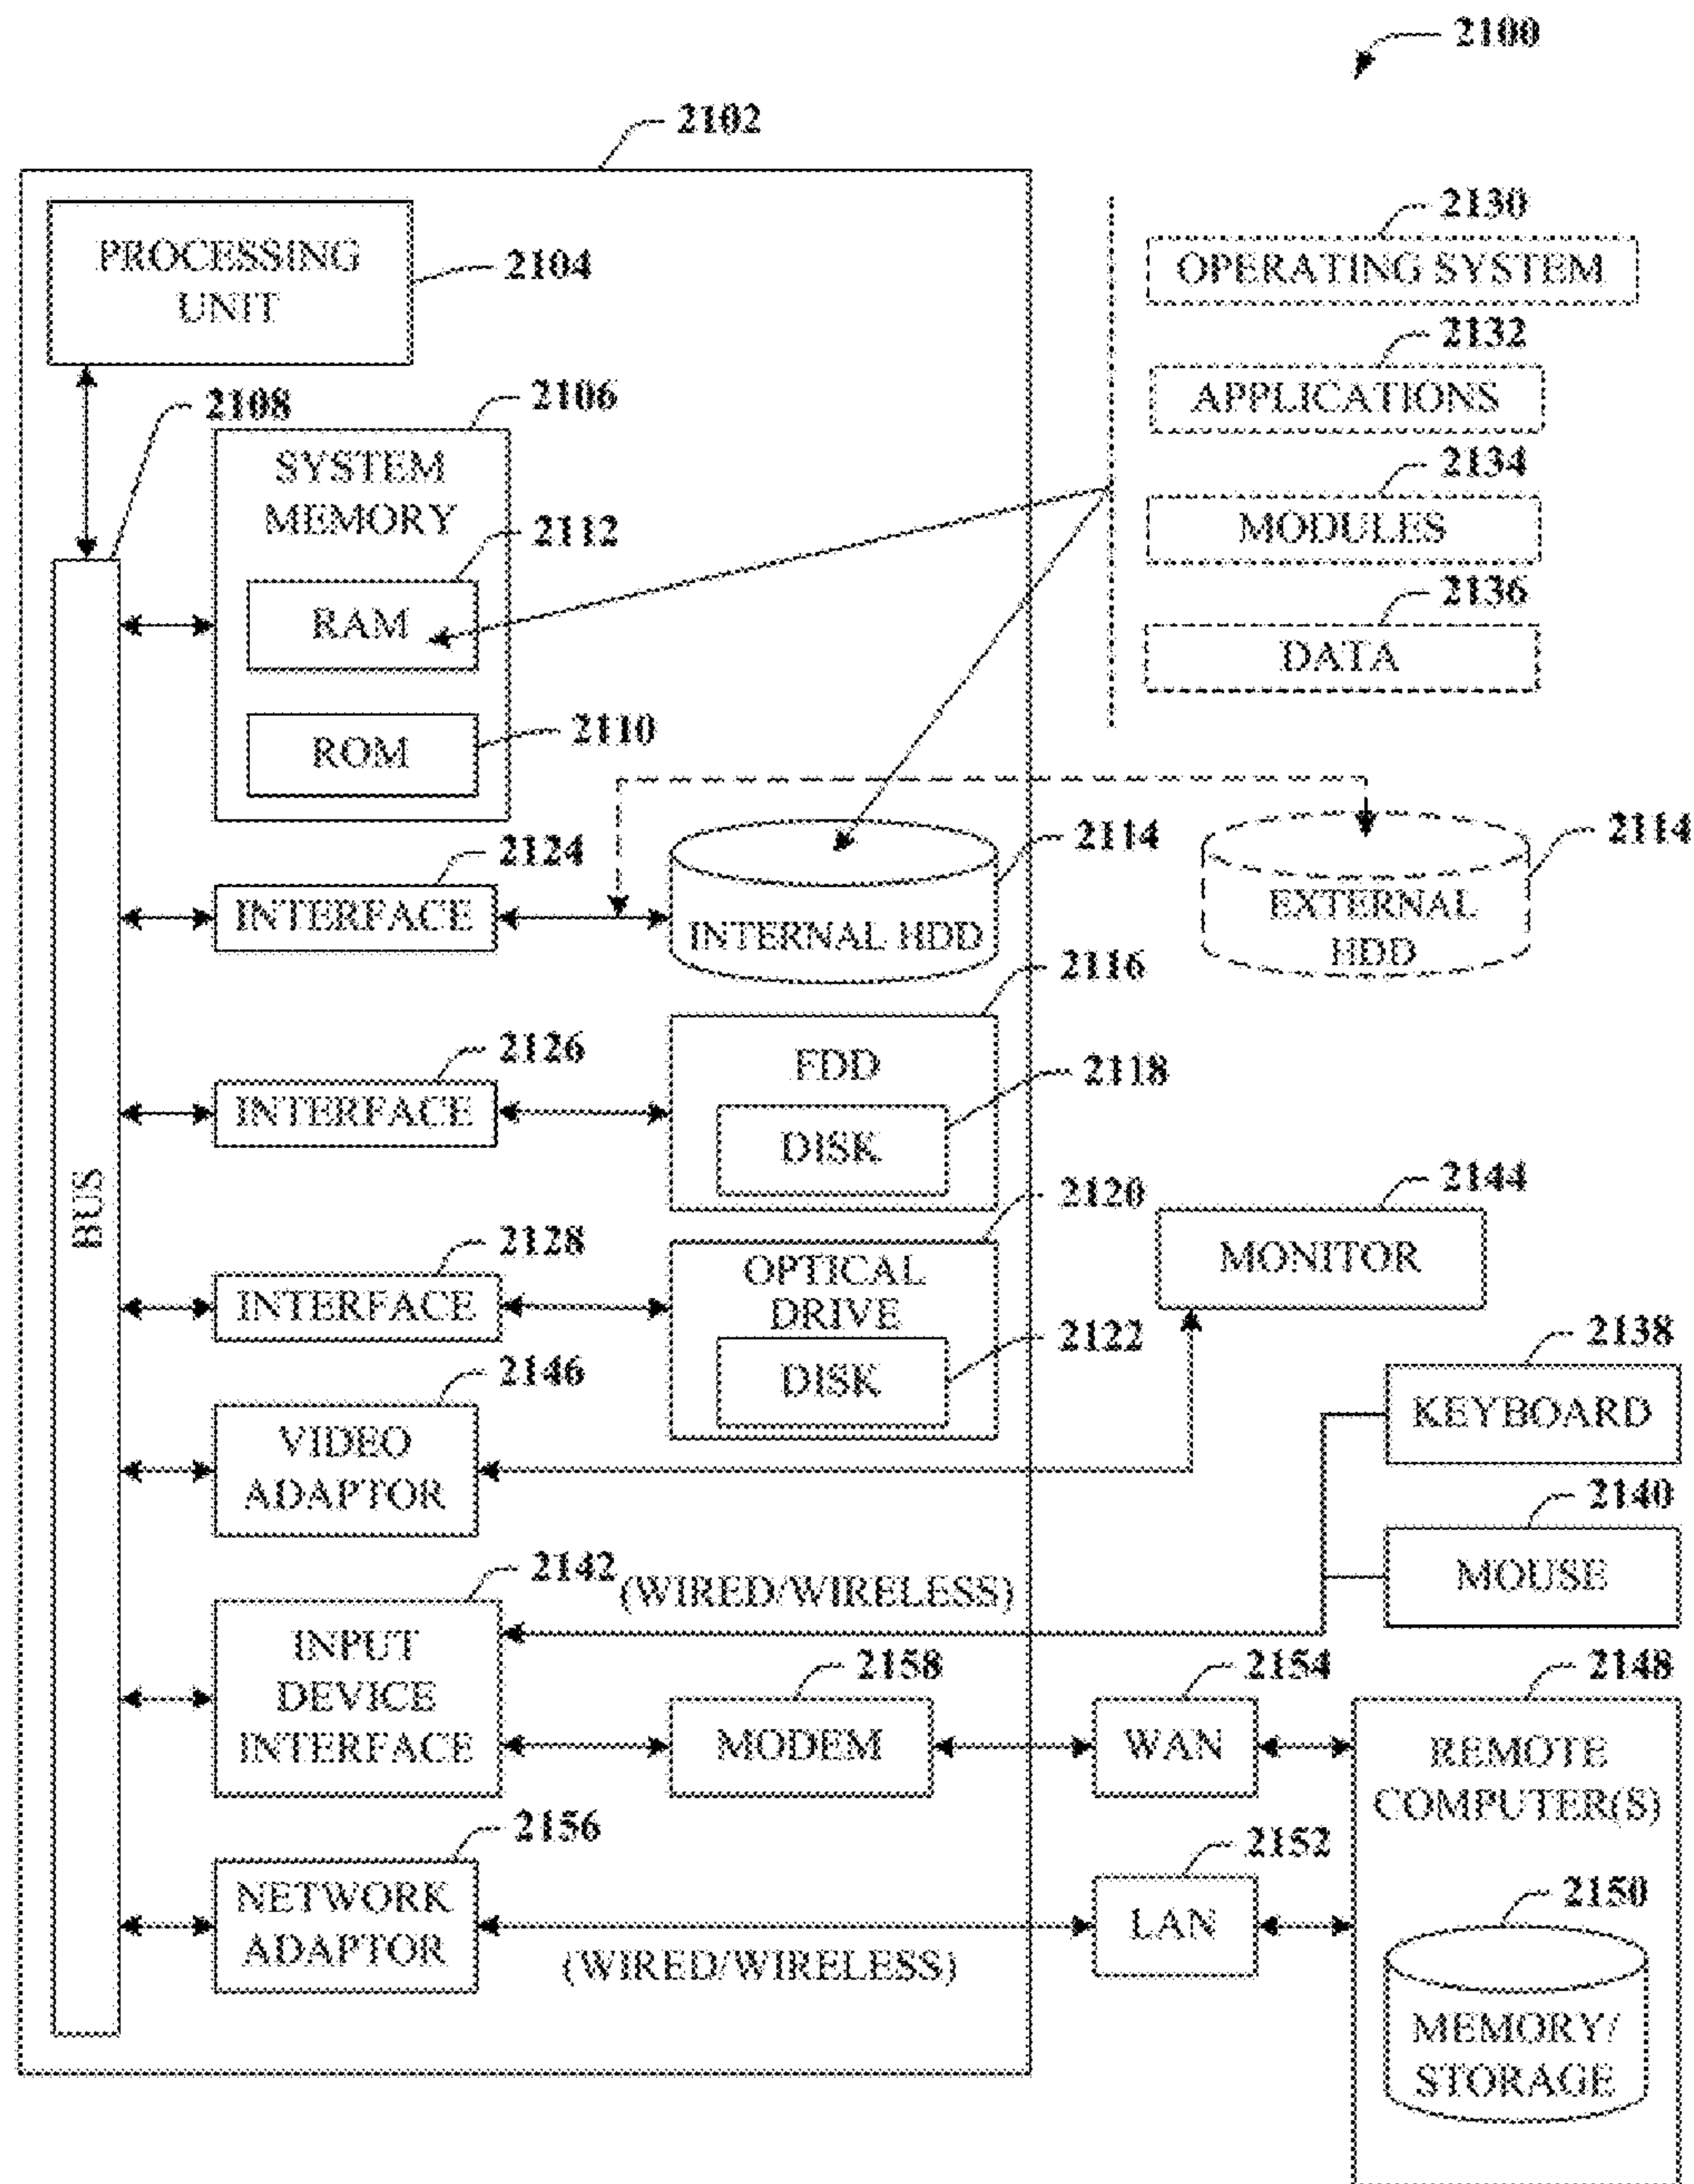 2100
2102
PROCESSING
UNIT
2104
2108
2106
SYSTEM
MEMORY
2112
RAM
2110
ROM
2130
OPERATING SYSTEM
2132
APPLICATIONS
2134
MODULES
2136
DATA
2124
INTERFACE
2114
INTERNAL HDD
2114
EXTERNAL
HDD
2126
INTERFACE
2116
FDD
2118
DISK
BUS
2128
INTERFACE
2120
OPTICAL
DRIVE
2122
DISK
2144
MONITOR
2146
VIDEO
ADAPTOR
2138
KEYBOARD
2140
MOUSE
2142
(WIRED/WIRELESS)
INPUT
DEVICE
INTERFACE
2158
MODEM
2154
WAN
2148
REMOTE
COMPUTER(S)
2156
NETWORK
ADAPTOR
(WIRED/WIRELESS)
2152
LAN
2150
MEMORY/
STORAGE